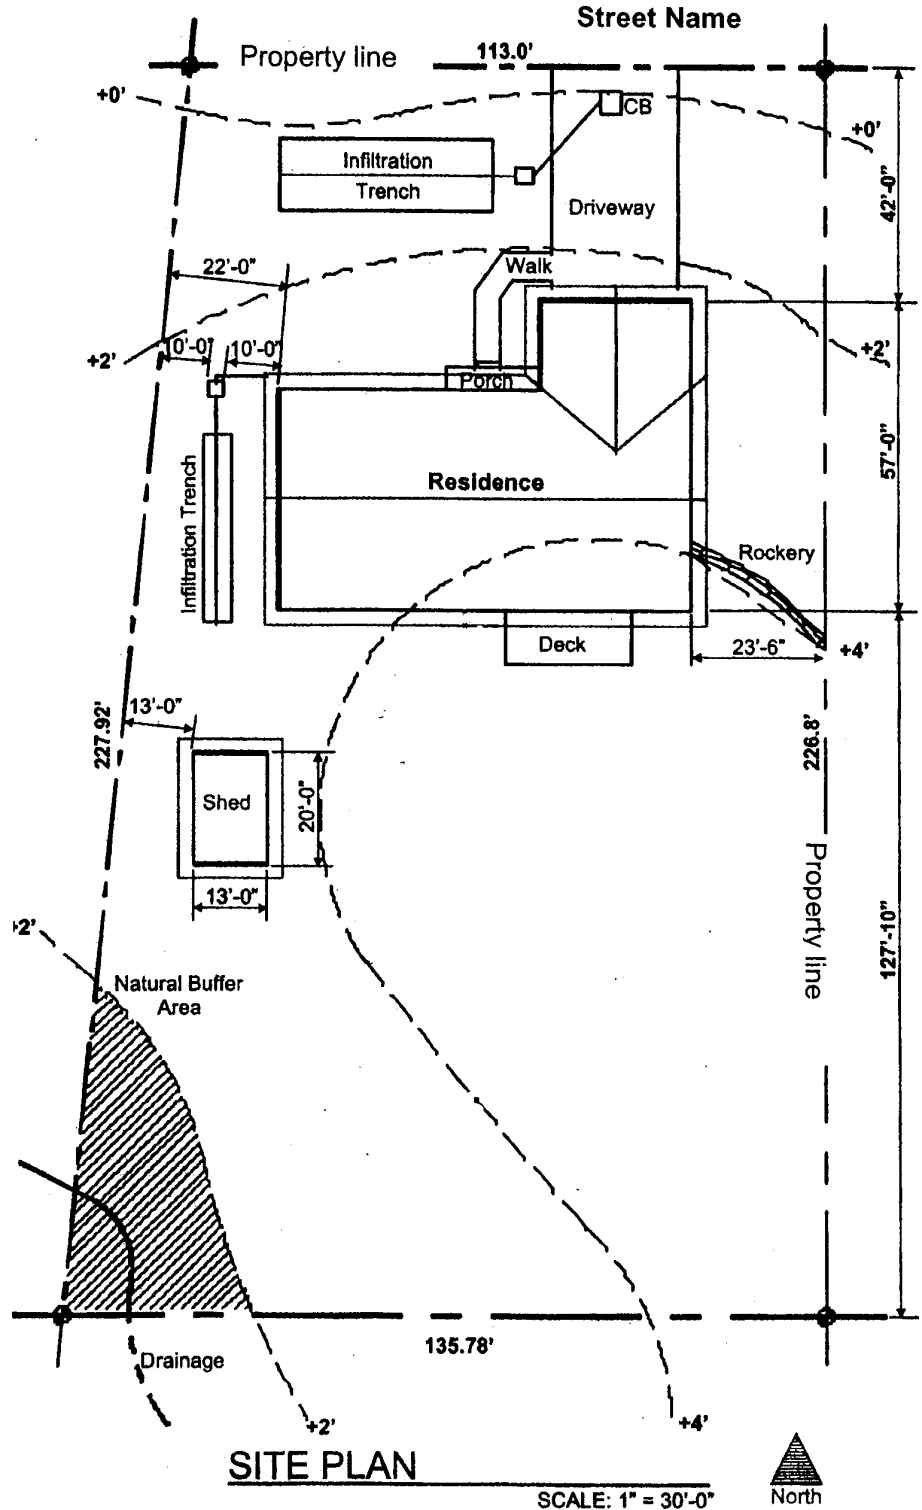 Street Name
Property line
113.0'
+0'
CB
+0'
Infiltration
Trench
Driveway
42'-0"
22'-0"
Walk
+2'
0'-0"
10'-0"
+2'
Porch
Residence
57'-0"
Infiltration Trench
Rockery
Deck
23'-6"
+4'
13'-0"
227.92'
226.8'
Shed
20'-0"
13'-0"
Property line
127'-10"
+2'
Natural Buffer
Area
135.78'
Drainage
+2'
+4'
SITE PLAN
SCALE: 1" = 30'-0"
North